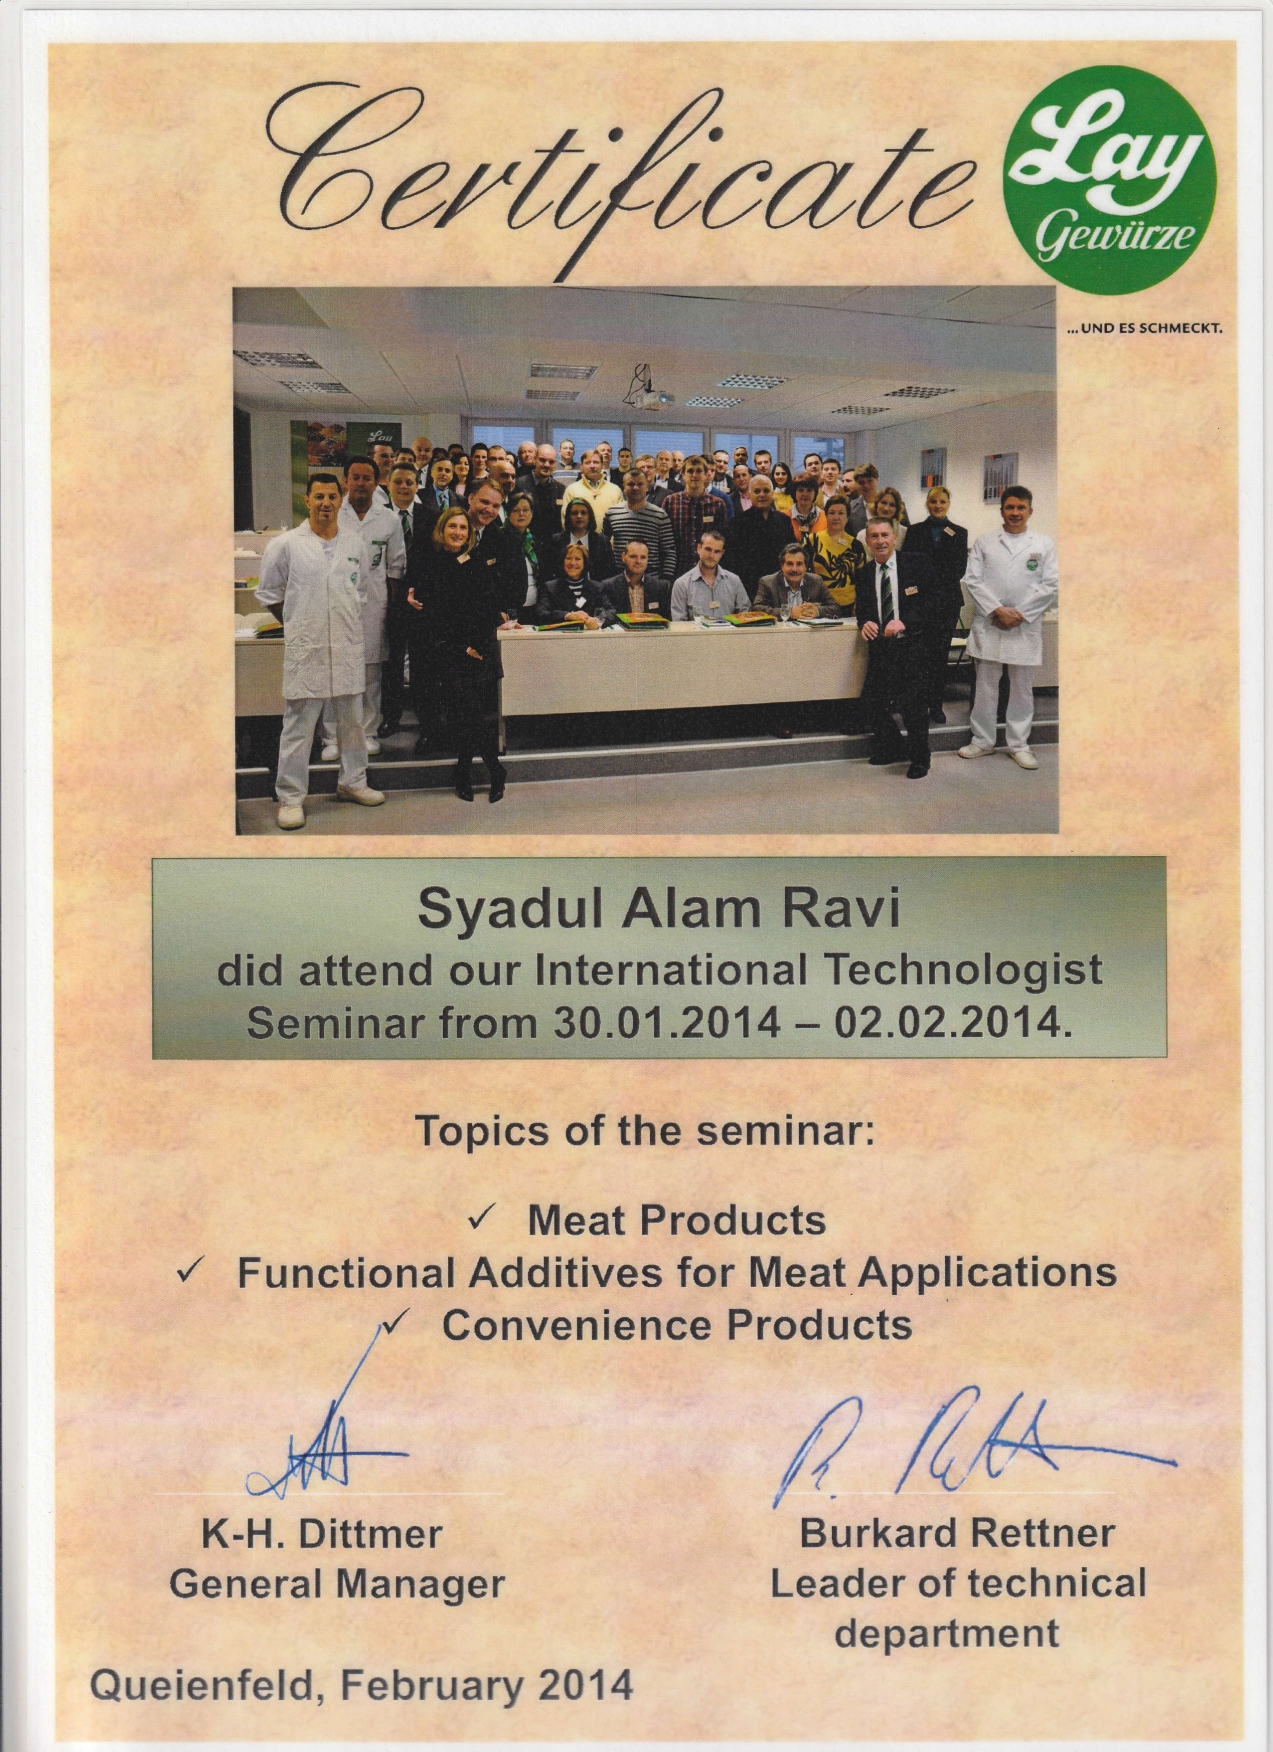 Certificate
Lay
Gewürze
...UND ES SCHMECKT.
Lay
Syadul Alam Ravi
did attend our International Technologist
Seminar from 30.01.2014 – 02.02.2014.
Topics of the seminar:
✓ Meat Products
✓ Functional Additives for Meat Applications
✓ Convenience Products
R. Rettner
K-H. Dittmer
General Manager
Burkard Rettner
Leader of technical
department
Queienfeld, February 2014